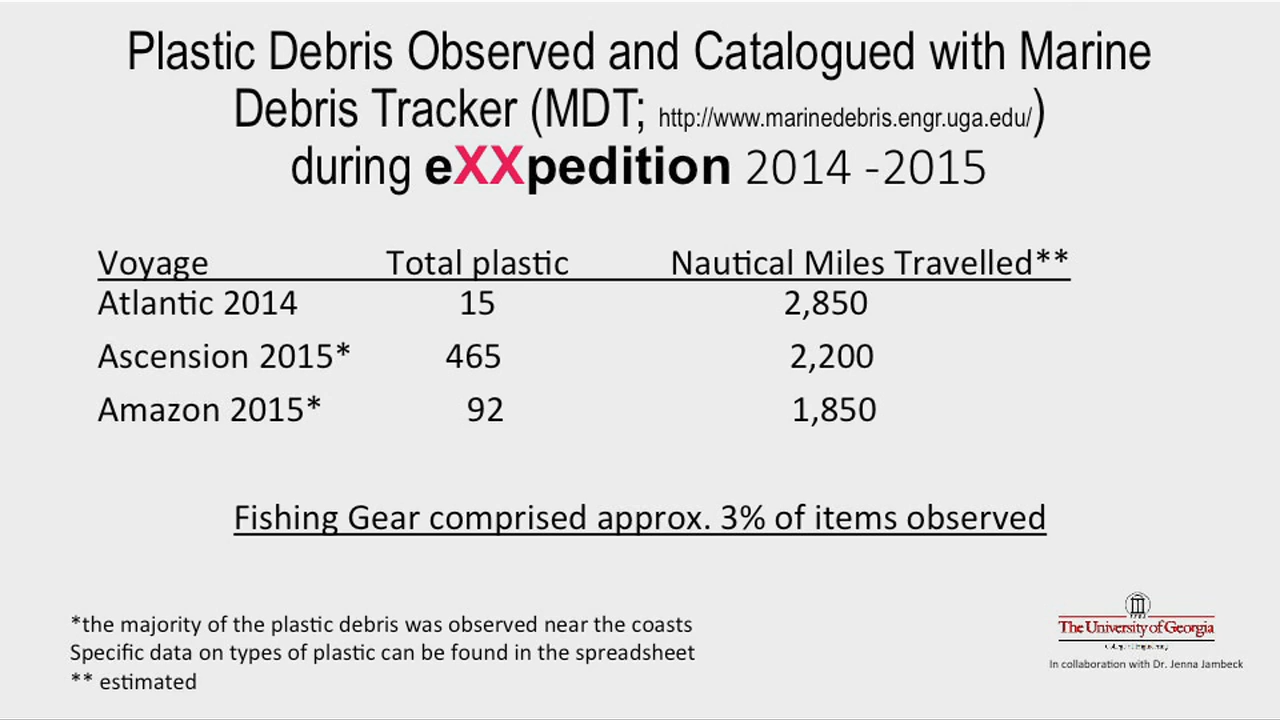 Plastic Debris Observed and Catalogued with Marine
Debris Tracker (MDT; http://www.marinedebris.engr.uga.edu/)
during eXXpedition 2014 -2015
Voyage Total plastic Nautical Miles Travelled**
Atlantic 2014 15 2,850
Ascension 2015* 465 2,200
Amazon 2015* 92 1,850
Fishing Gear comprised approx. 3% of items observed
*the majority of the plastic debris was observed near the coasts
Specific data on types of plastic can be found in the spreadsheet
** estimated
The University of Georgia
College of Engineering
In collaboration with Dr. Jenna Jambeck